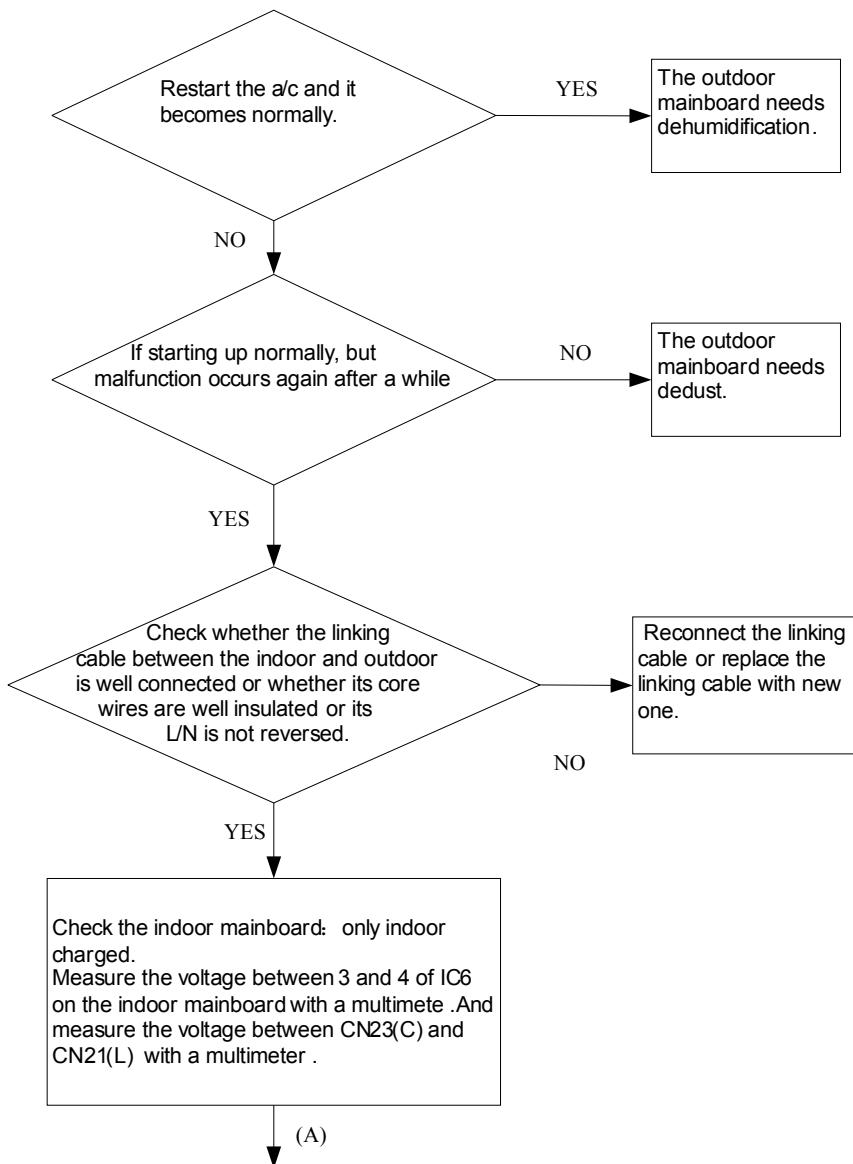 Restart the a/c and it
becomes normally.
YES
The outdoor
mainboard needs
dehumidification.
NO
If starting up normally, but
malfunction occurs again after a while
NO
The outdoor
mainboard needs
dedust.
YES
Check whether the linking
cable between the indoor and outdoor
is well connected or whether its core
wires are well insulated or its
L/N is not reversed.
NO
Reconnect the linking
cable or replace the
linking cable with new
one.
YES
Check the indoor mainboard: only indoor
charged.
Measure the voltage between 3 and 4 of IC6
on the indoor mainboard with a multimete .And
measure the voltage between CN23(C) and
CN21(L) with a multimeter .
(A)